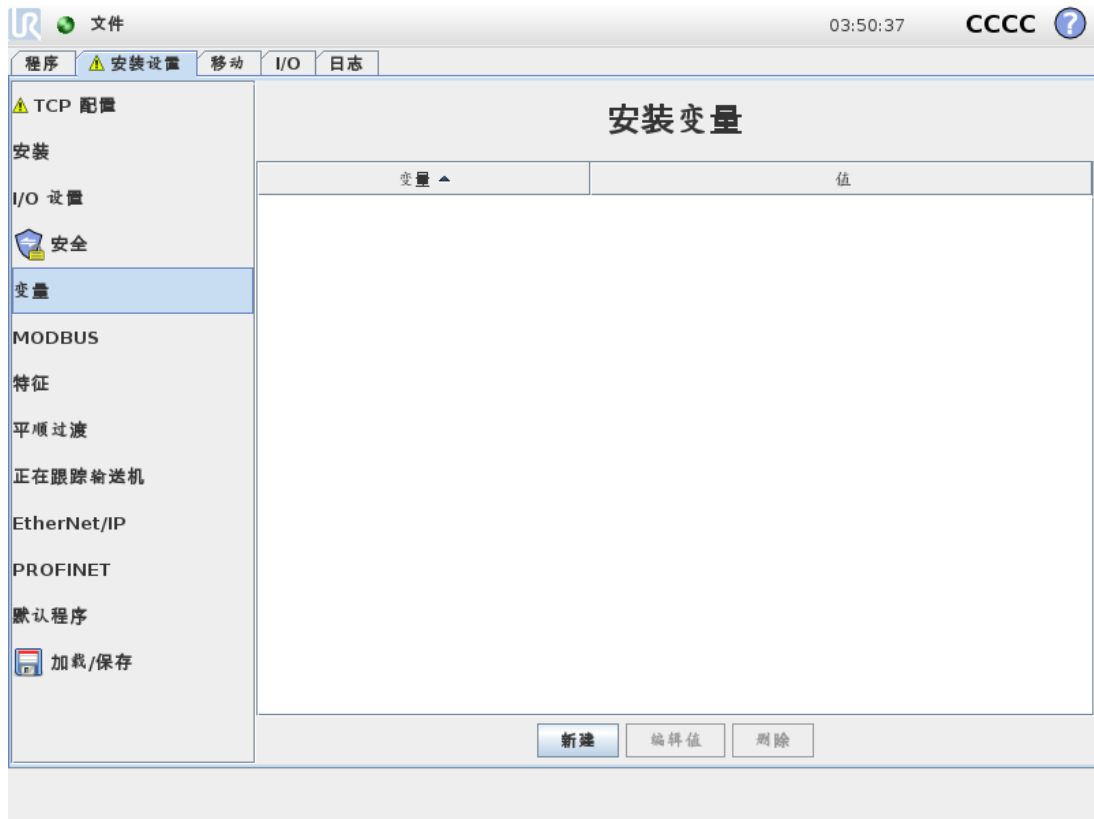 UR 文件 03:50:37 CCCC ?
程序 安装设置 移动 I/O 日志
TCP 配置
安装
I/O 设置
安全
变量
MODBUS
特征
平顺过渡
正在跟踪输送机
EtherNet/IP
PROFINET
默认程序
加载/保存
安装变量
变量 值
新建 编辑值 删除